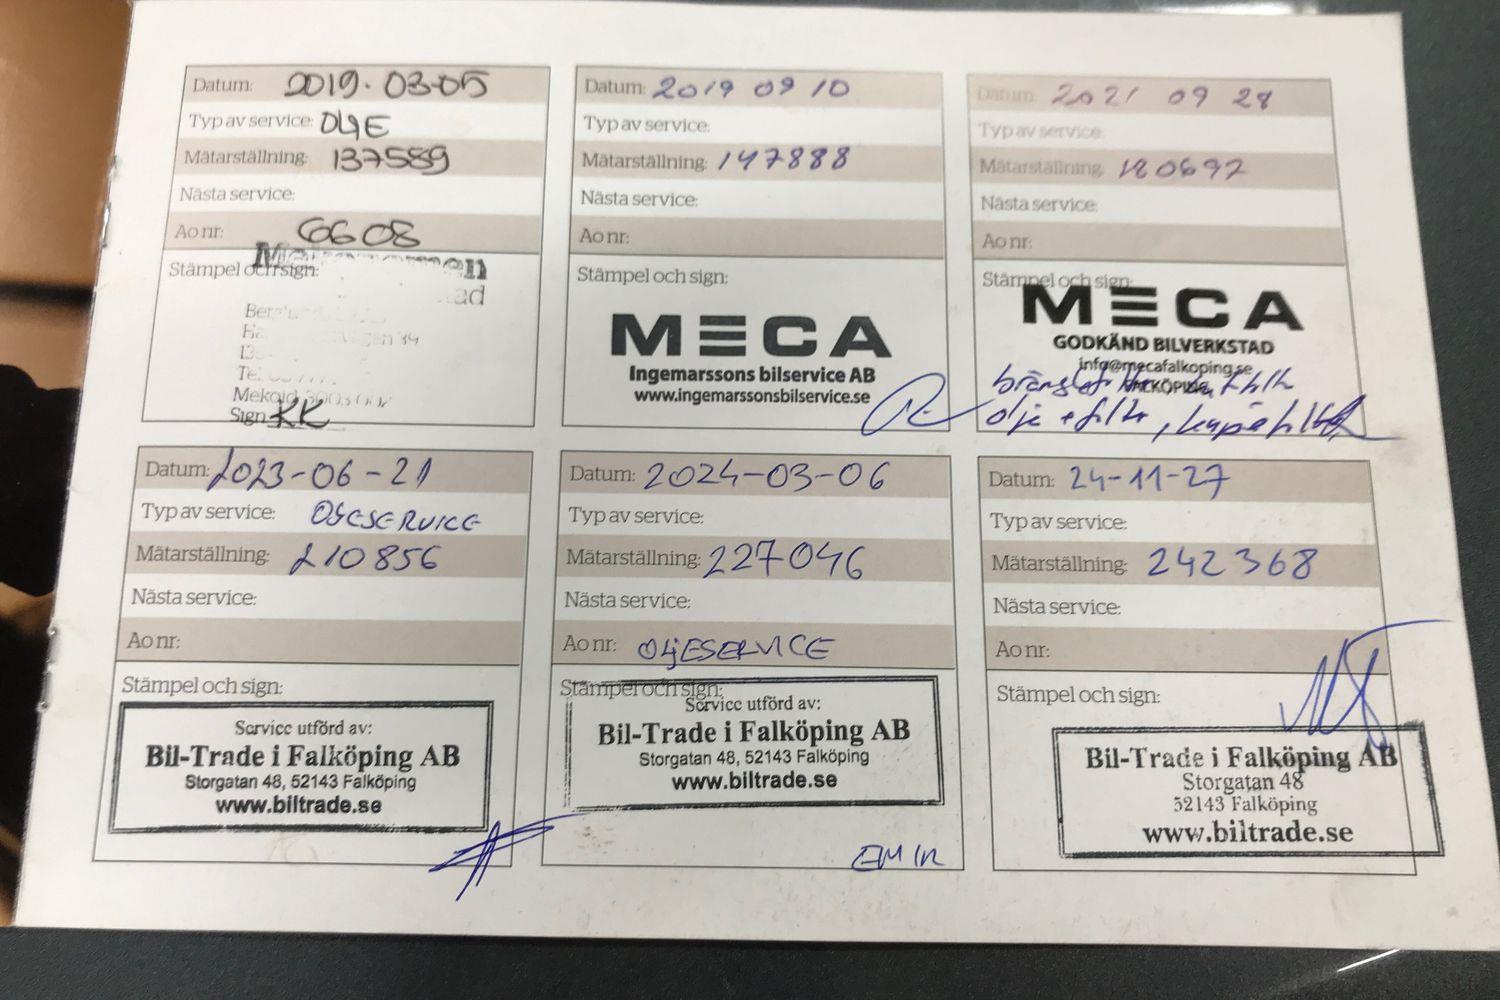 Datum: 2019.03-05
Typ av service: OLJE
Mätarställning: 137589
Nästa service:
Ao nr: 6608
Stämpel och sign:
Sign KK
Datum: 2019 09 10
Typ av service:
Mätarställning: 147888
Nästa service:
Ao nr:
Stämpel och sign:
MECA
Ingemarssons bilservice AB
www.ingemarssonsbilservice.se
Datum: 2021 09 28
Typ av service:
Mätarställning: 180697
Nästa service:
Ao nr:
Stämpel och sign:
MECA
GODKÄND BILVERKSTAD
info@mecafalkoping.se
FALKÖPING
olje + filter, kupefilter
Datum: 2023-06-21
Typ av service: OLJESERVICE
Mätarställning: 210856
Nästa service:
Ao nr:
Stämpel och sign:
Service utförd av:
Bil-Trade i Falköping AB
Storgatan 48, 52143 Falköping
www.biltrade.se
Datum: 2024-03-06
Typ av service:
Mätarställning: 227046
Nästa service:
Ao nr: OLJESERVICE
Stämpel och sign:
Service utförd av:
Bil-Trade i Falköping AB
Storgatan 48, 52143 Falköping
www.biltrade.se
EMIR
Datum: 24-11-27
Typ av service:
Mätarställning: 242368
Nästa service:
Ao nr:
Stämpel och sign:
Bil-Trade i Falköping AB
Storgatan 48
52143 Falköping
www.biltrade.se